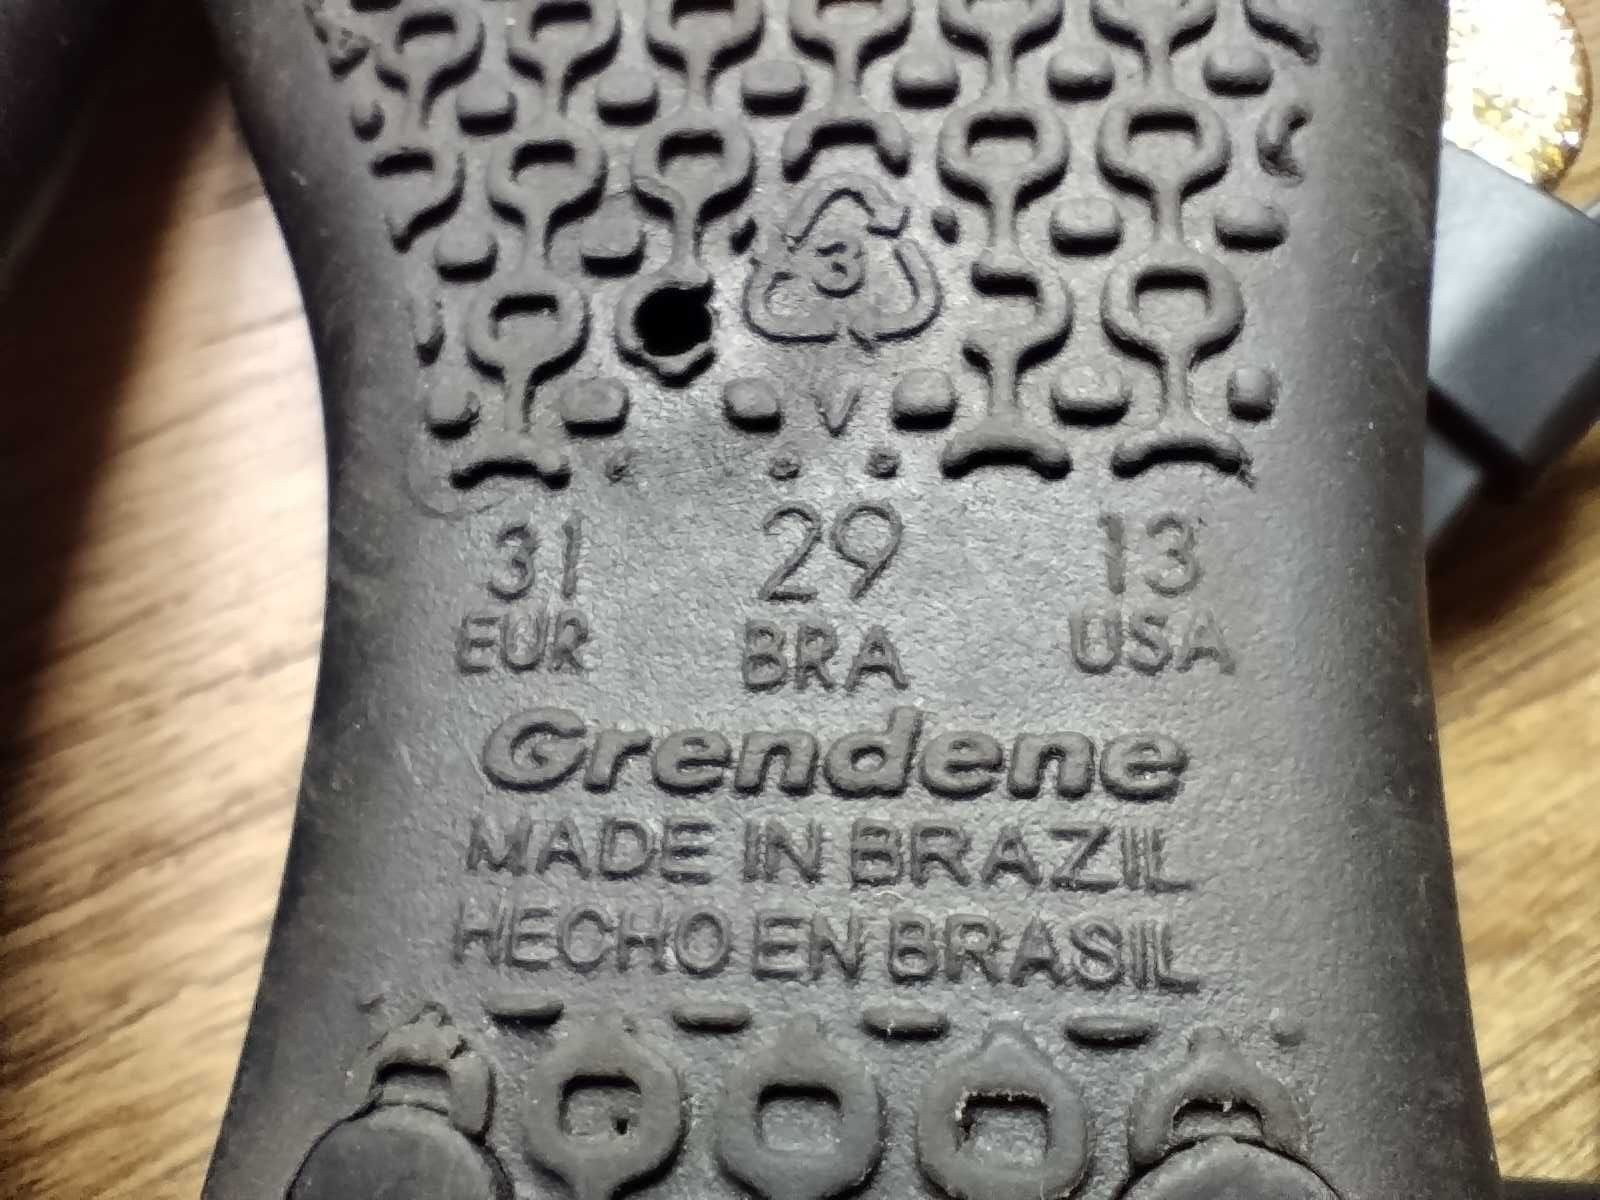 3
V
31 29 13
EUR BRA USA
Grendene
MADE IN BRAZIL
HECHO EN BRASIL